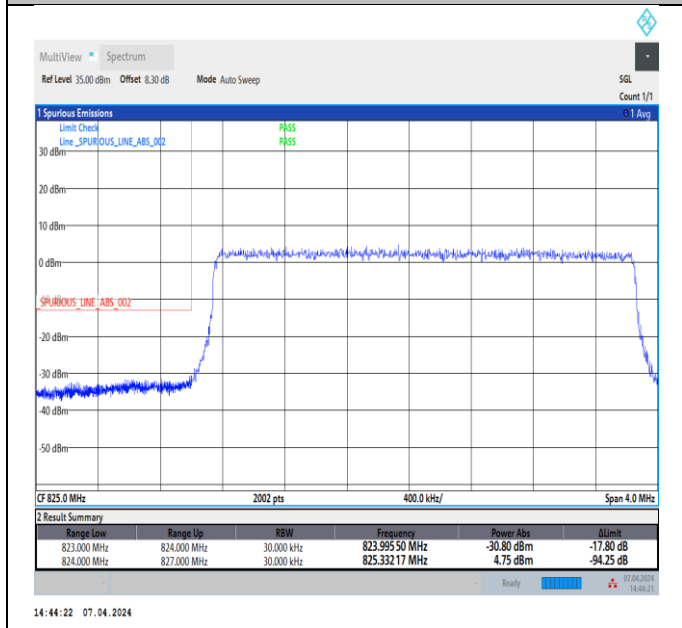 MultiView Spectrum
Ref Level 35.00 dBm Offset 8.30 dB Mode Auto Sweep SGL
Count 1/1
1 Spurious Emissions 1 Avg
Limit Check PASS
Line _SPURIOUS_LINE_ABS_002 PASS
30 dBm
20 dBm
10 dBm
0 dBm
_SPURIOUS_LINE_ABS_002
-20 dBm
-30 dBm
-40 dBm
-50 dBm
CF 825.0 MHz 2002 pts 400.0 kHz/ Span 4.0 MHz
2 Result Summary
Range Low Range Up RBW Frequency Power Abs ΔLimit
823.000 MHz 824.000 MHz 30.000 kHz 823.995 50 MHz -30.80 dBm -17.80 dB
824.000 MHz 827.000 MHz 30.000 kHz 825.332 17 MHz 4.75 dBm -94.25 dB
Ready 07.04.2024
14:44:21
14:44:22 07.04.2024